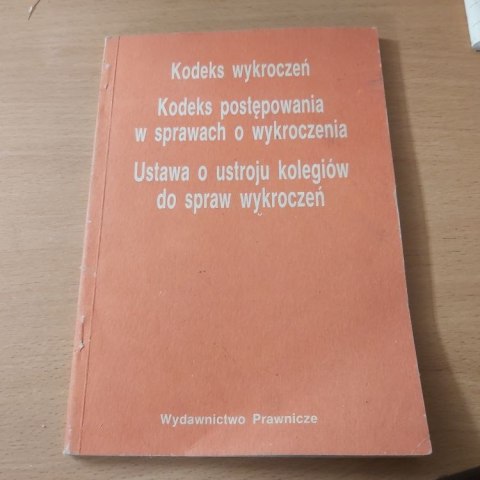 Kodeks wykroczeń
Kodeks postępowania
w sprawach o wykroczenia
Ustawa o ustroju kolegiów
do spraw wykroczeń
Wydawnictwo Prawnicze